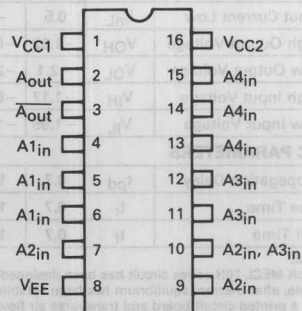 VCC1 1 16 VCC2
Aout 2 15 A4in
A̅out 3 14 A4in
A1in 4 13 A4in
A1in 5 12 A3in
A1in 6 11 A3in
A2in 7 10 A2in, A3in
VEE 8 9 A2in